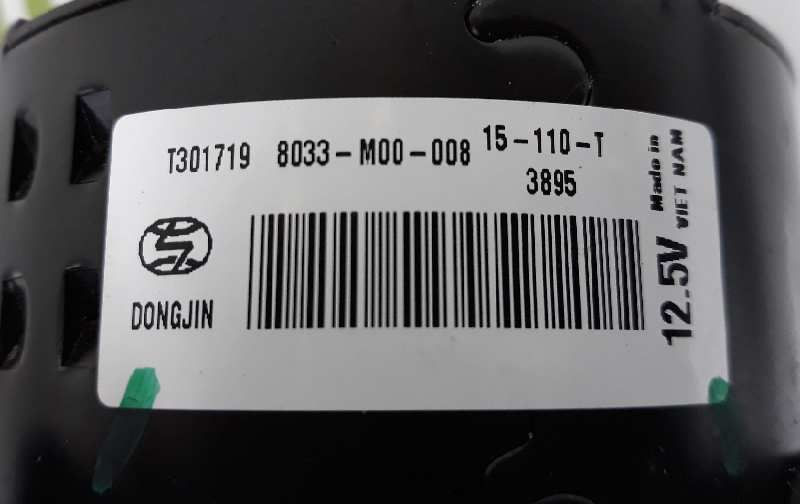 T301719 8033-M00-008 15-110-T
3895
DONGJIN
12.5V
Made in
VIET NAM